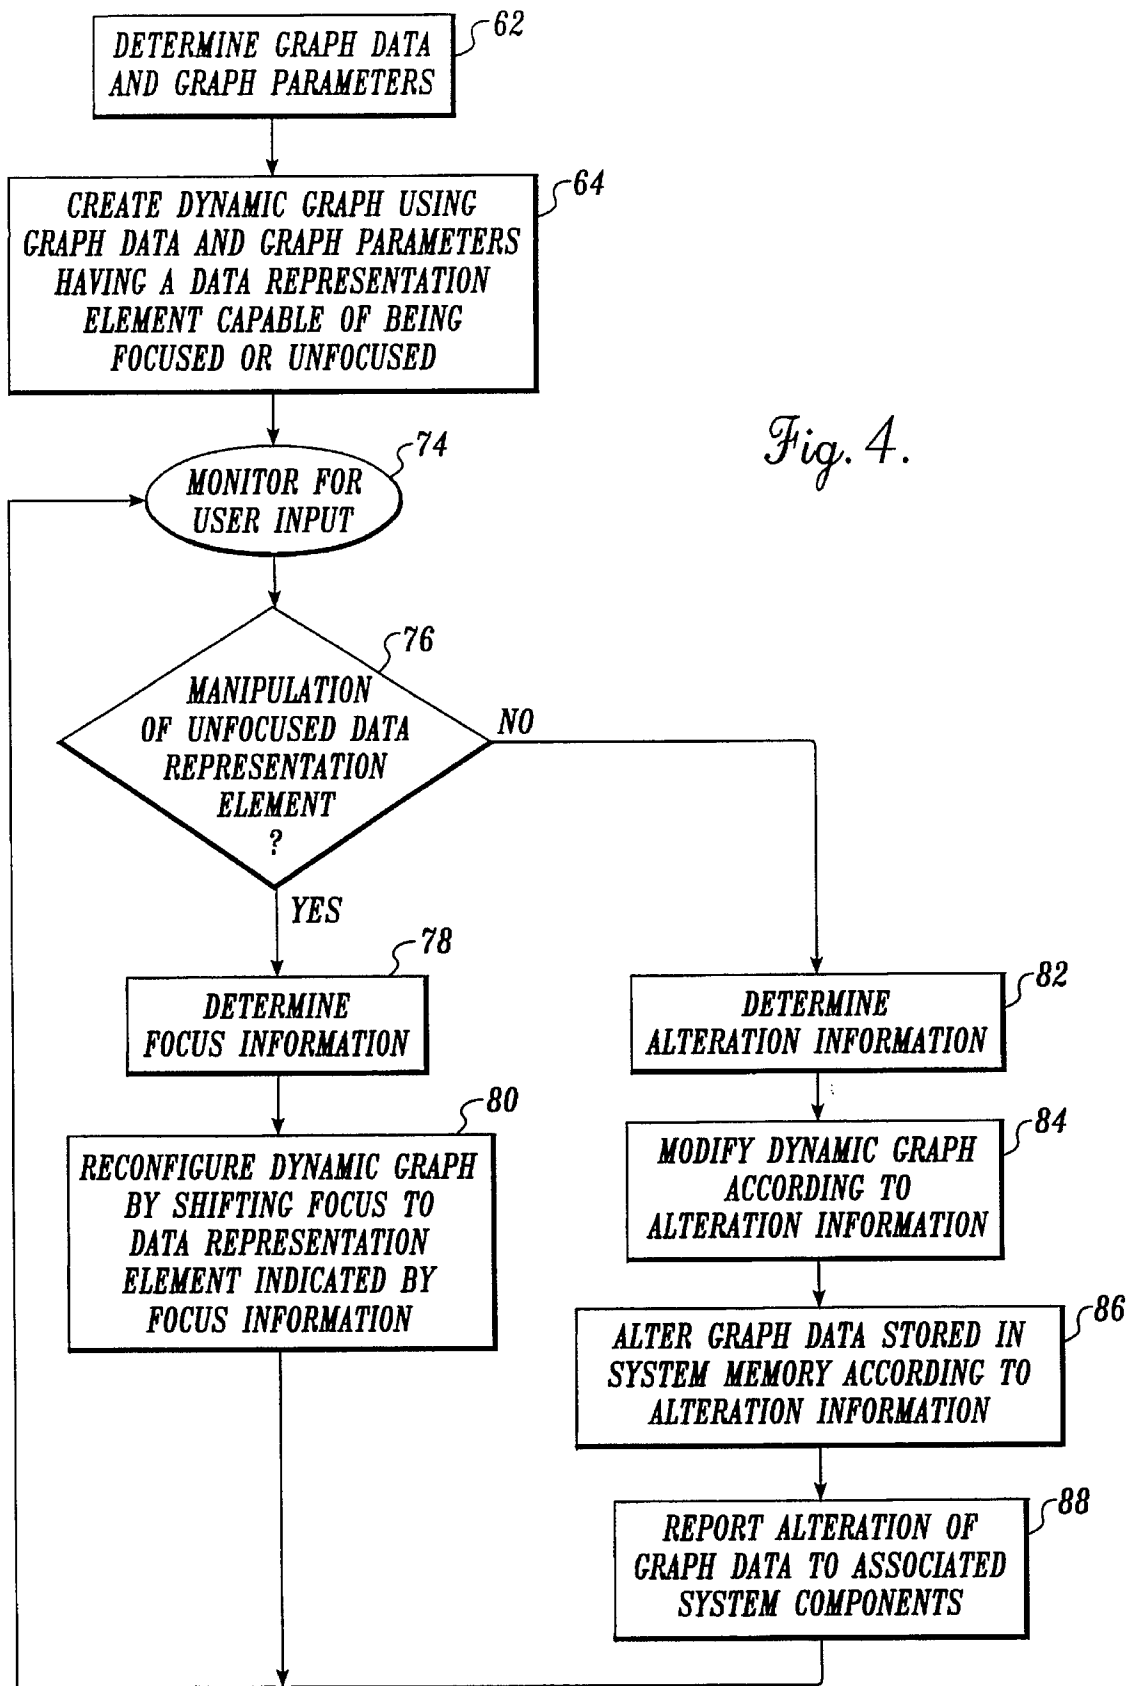 62
DETERMINE GRAPH DATA
AND GRAPH PARAMETERS
64
CREATE DYNAMIC GRAPH USING
GRAPH DATA AND GRAPH PARAMETERS
HAVING A DATA REPRESENTATION
ELEMENT CAPABLE OF BEING
FOCUSED OR UNFOCUSED
Fig. 4.
74
MONITOR FOR
USER INPUT
76
MANIPULATION
OF UNFOCUSED DATA
REPRESENTATION
ELEMENT
?
NO
YES
78
DETERMINE
FOCUS INFORMATION
80
RECONFIGURE DYNAMIC GRAPH
BY SHIFTING FOCUS TO
DATA REPRESENTATION
ELEMENT INDICATED BY
FOCUS INFORMATION
82
DETERMINE
ALTERATION INFORMATION
84
MODIFY DYNAMIC GRAPH
ACCORDING TO
ALTERATION INFORMATION
86
ALTER GRAPH DATA STORED IN
SYSTEM MEMORY ACCORDING TO
ALTERATION INFORMATION
88
REPORT ALTERATION OF
GRAPH DATA TO ASSOCIATED
SYSTEM COMPONENTS